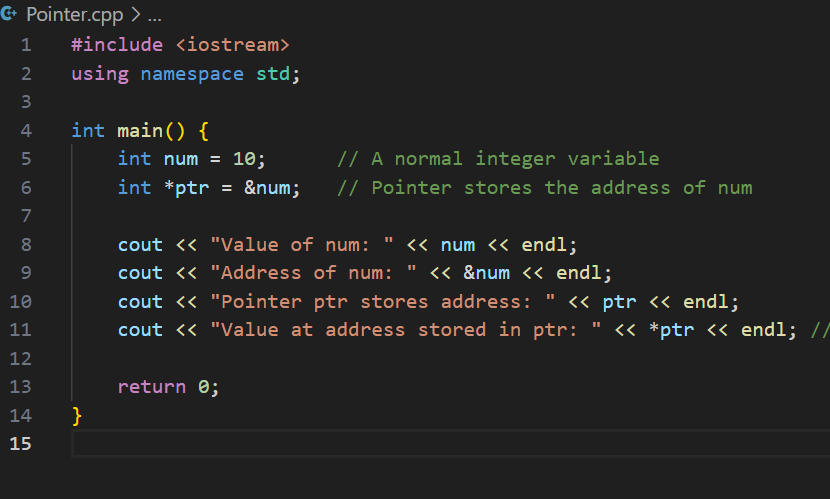 Pointer.cpp > ...
1 #include <iostream>
2 using namespace std;
3
4 int main() {
5     int num = 10;      // A normal integer variable
6     int *ptr = &num;   // Pointer stores the address of num
7
8     cout << "Value of num: " << num << endl;
9     cout << "Address of num: " << &num << endl;
10     cout << "Pointer ptr stores address: " << ptr << endl;
11     cout << "Value at address stored in ptr: " << *ptr << endl; //
12
13     return 0;
14 }
15